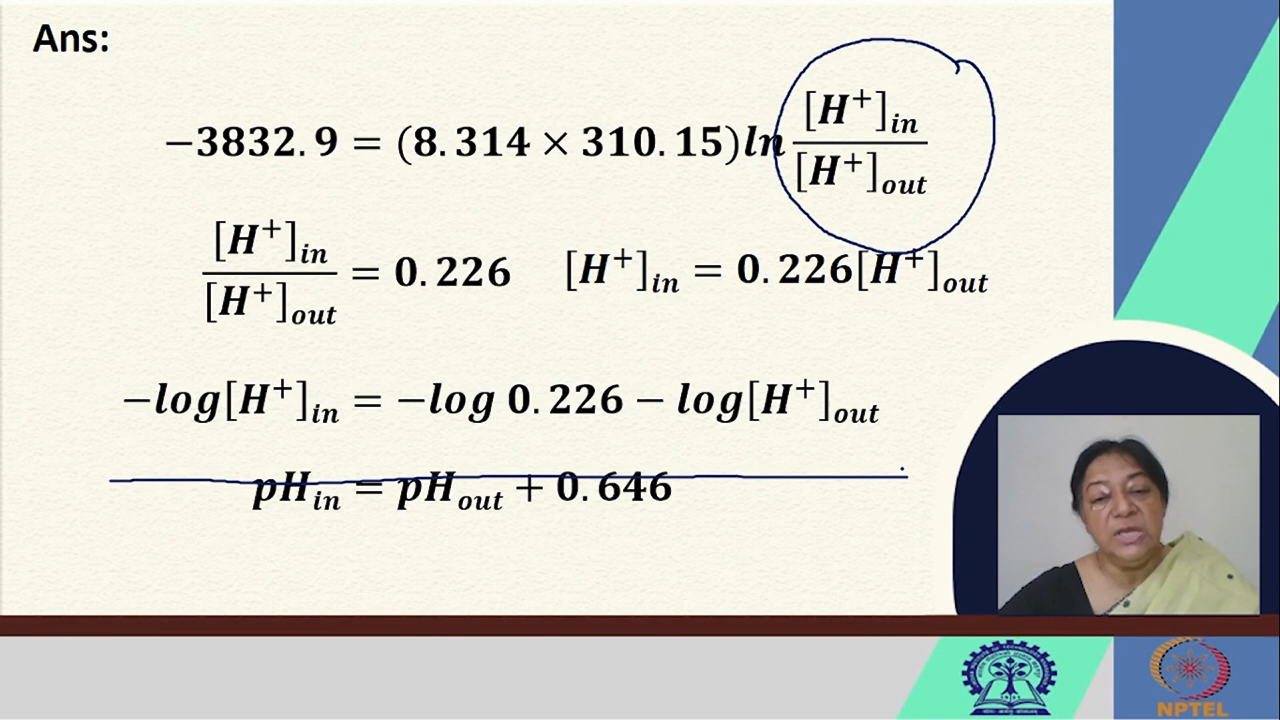 Ans:
−3832.9 = (8.314 × 310.15)ln [H⁺]ᵢₙ / [H⁺]ₒᵤₜ
[H⁺]ᵢₙ / [H⁺]ₒᵤₜ = 0.226 [H⁺]ᵢₙ = 0.226[H⁺]ₒᵤₜ
−log[H⁺]ᵢₙ = −log 0.226 − log[H⁺]ₒᵤₜ
pHᵢₙ = pHₒᵤₜ + 0.646
NPTEL